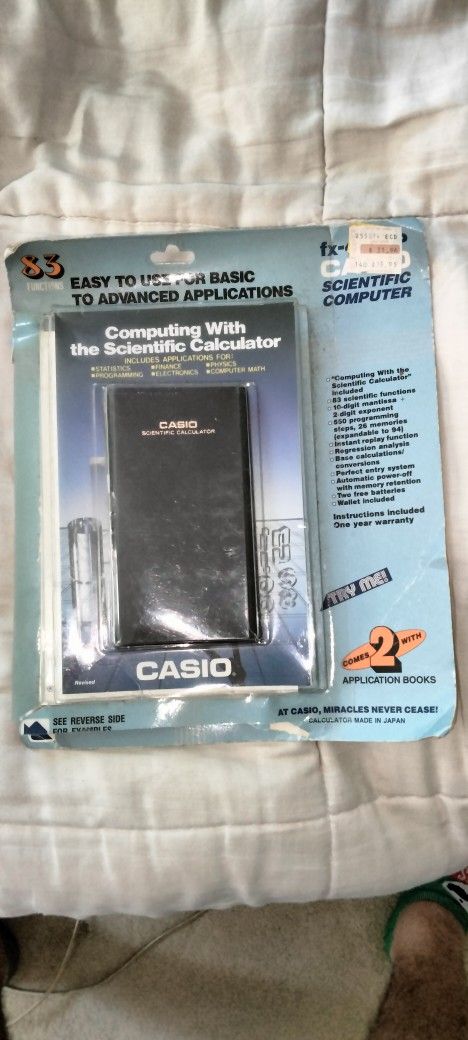 83
FUNCTIONS
EASY TO USE FOR BASIC
TO ADVANCED APPLICATIONS
Computing With
the Scientific Calculator
INCLUDES APPLICATIONS FOR:
▪STATISTICS ▪FINANCE ▪PHYSICS
▪PROGRAMMING ▪ELECTRONICS ▪COMPUTER MATH
CASIO
SCIENTIFIC CALCULATOR
CASIO
Revised
SEE REVERSE SIDE
FOR EXAMPLES
fx-
CASIO
SCIENTIFIC
COMPUTER
"Computing With the
Scientific Calculator"
included
83 scientific functions
10-digit mantissa +
2-digit exponent
550 programming
steps, 26 memories
(expandable to 94)
Instant replay function
Regression analysis
Base calculations/
conversions
Perfect entry system
Automatic power-off
with memory retention
Two free batteries
Wallet included
Instructions included
One year warranty
TRY ME!
COMES 2 WITH
APPLICATION BOOKS
AT CASIO, MIRACLES NEVER CEASE!
CALCULATOR MADE IN JAPAN